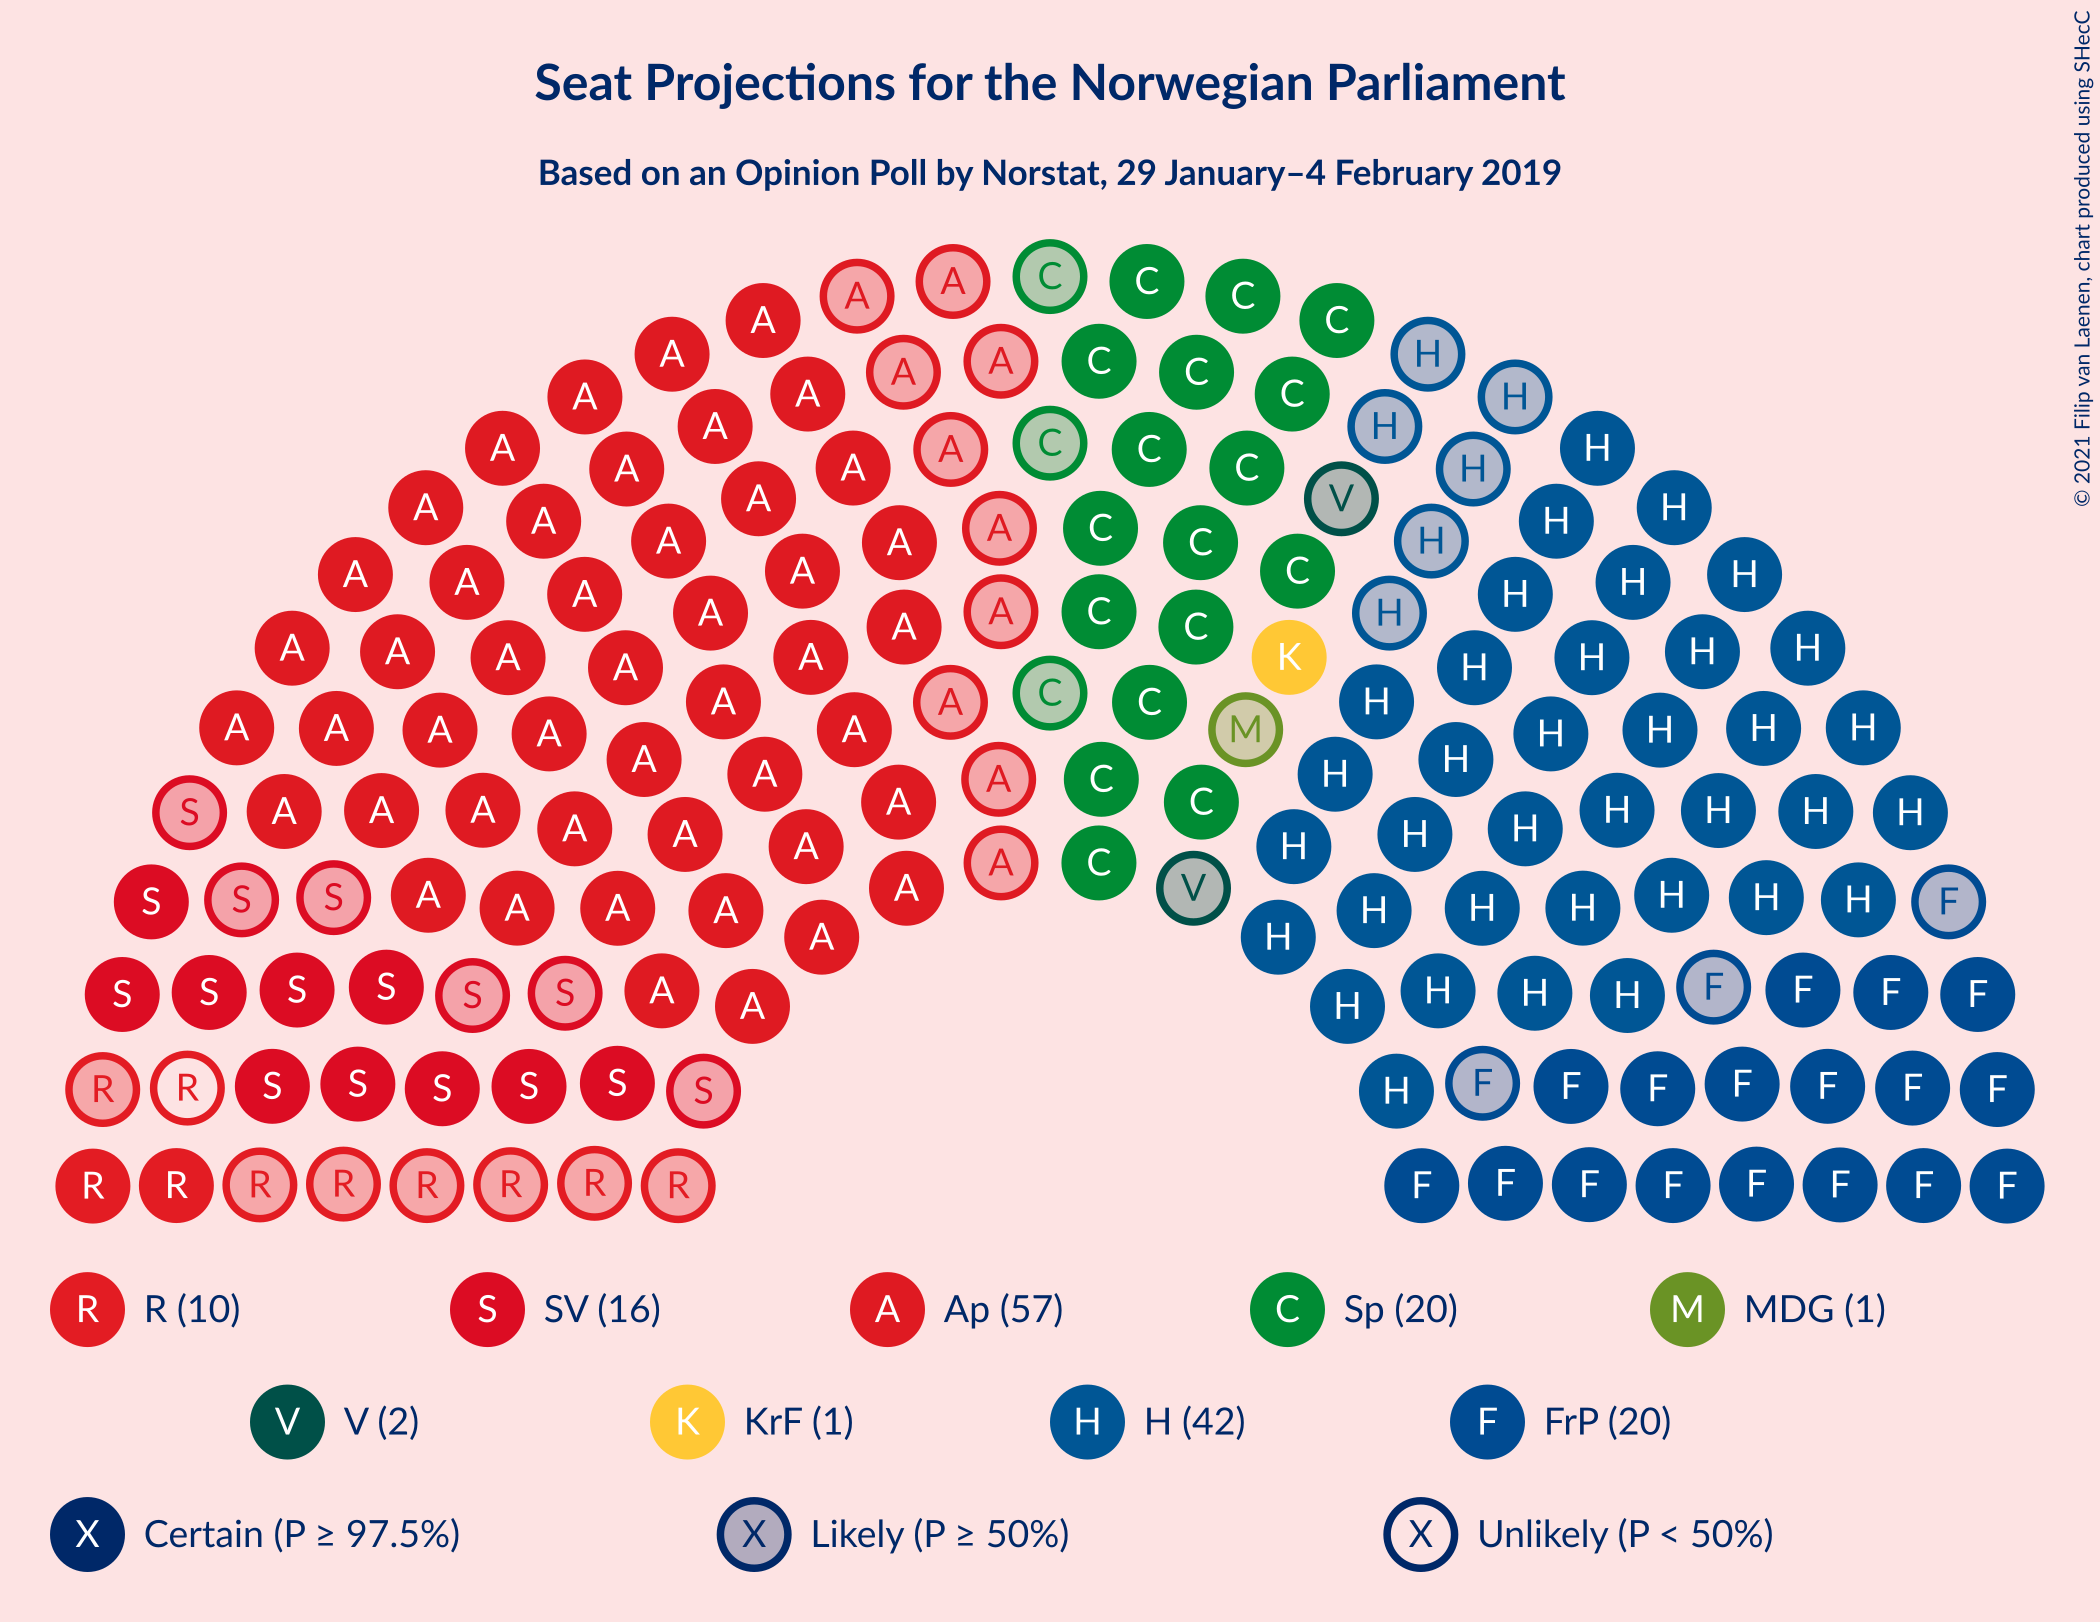 Seat Projections for the Norwegian Parliament
Based on an Opinion Poll by Norstat, 29 January–4 February 2019
© 2021 Filip van Laenen, chart produced using SHecC
A A C C C C
A A A A C C C H H
A A A A C C C H H H
A A A A A C C V H H
A A A A A C C C H H H
A A A A A C C K H H H H
A A A A A A C C M H H H H H
A A A A A A A C C H H H H H H
S A A A A A A A C V H H H H H H H
S S S A A A A A H H H H H H H F
S S S S S S A A H H H H F F F F
R R S S S S S S H F F F F F F F
R R R R R R R R F F F F F F F F
R R (10) S SV (16) A Ap (57) C Sp (20) M MDG (1)
V V (2) K KrF (1) H H (42) F FrP (20)
X Certain (P ≥ 97.5%) X Likely (P ≥ 50%) X Unlikely (P < 50%)